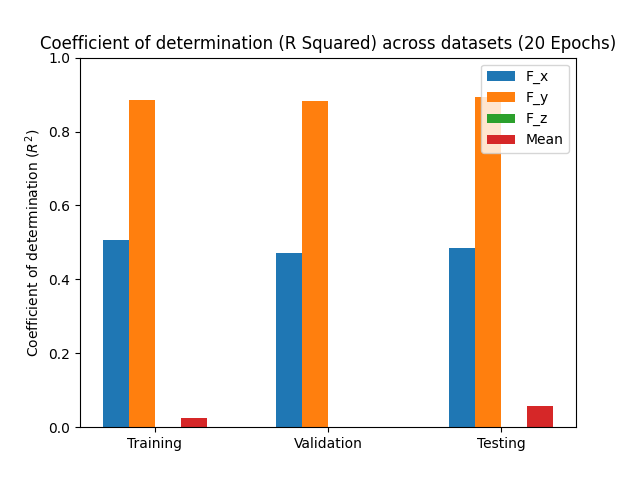 Coefficient of determination (R Squared) across datasets (20 Epochs)
Coefficient of determination (R²)
1.0
0.8
0.6
0.4
0.2
0.0
Training
Validation
Testing
F_x
F_y
F_z
Mean